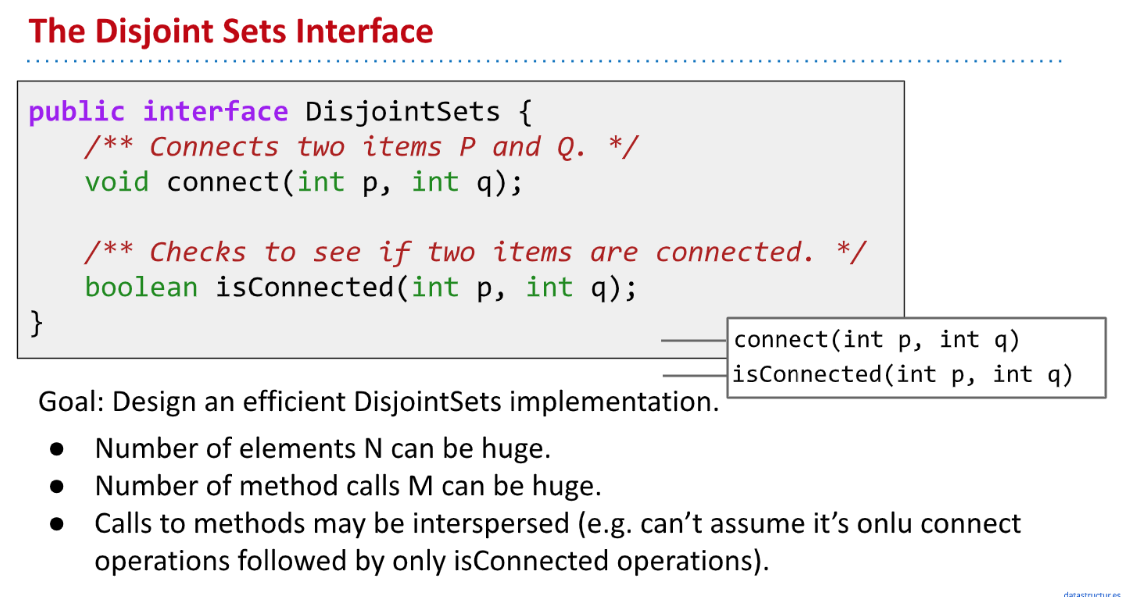 The Disjoint Sets Interface
public interface DisjointSets {
/** Connects two items P and Q. */
void connect(int p, int q);
/** Checks to see if two items are connected. */
boolean isConnected(int p, int q);
}
connect(int p, int q)
isConnected(int p, int q)
Goal: Design an efficient DisjointSets implementation.
● Number of elements N can be huge.
● Number of method calls M can be huge.
● Calls to methods may be interspersed (e.g. can’t assume it’s onlu connect
operations followed by only isConnected operations).
datastructur.es